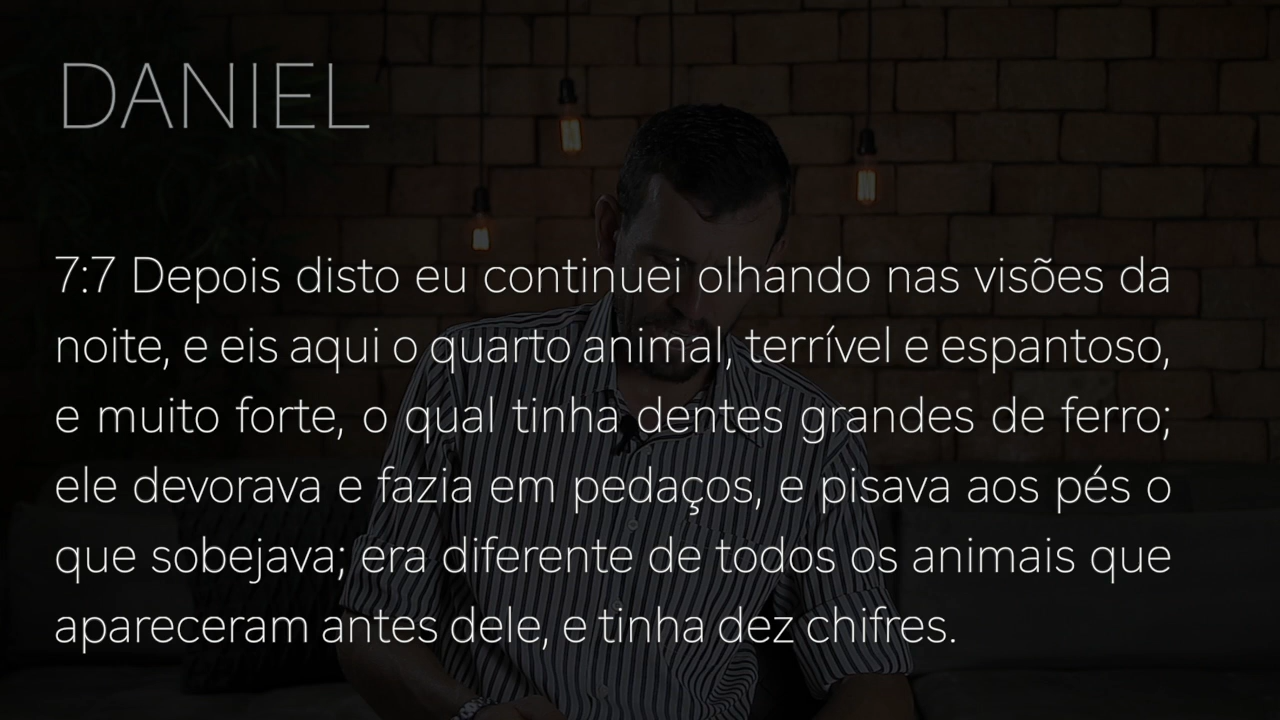 DANIEL
7:7 Depois disto eu continuei olhando nas visões da
noite, e eis aqui o quarto animal, terrível e espantoso,
e muito forte, o qual tinha dentes grandes de ferro;
ele devorava e fazia em pedaços, e pisava aos pés o
que sobejava; era diferente de todos os animais que
apareceram antes dele, e tinha dez chifres.